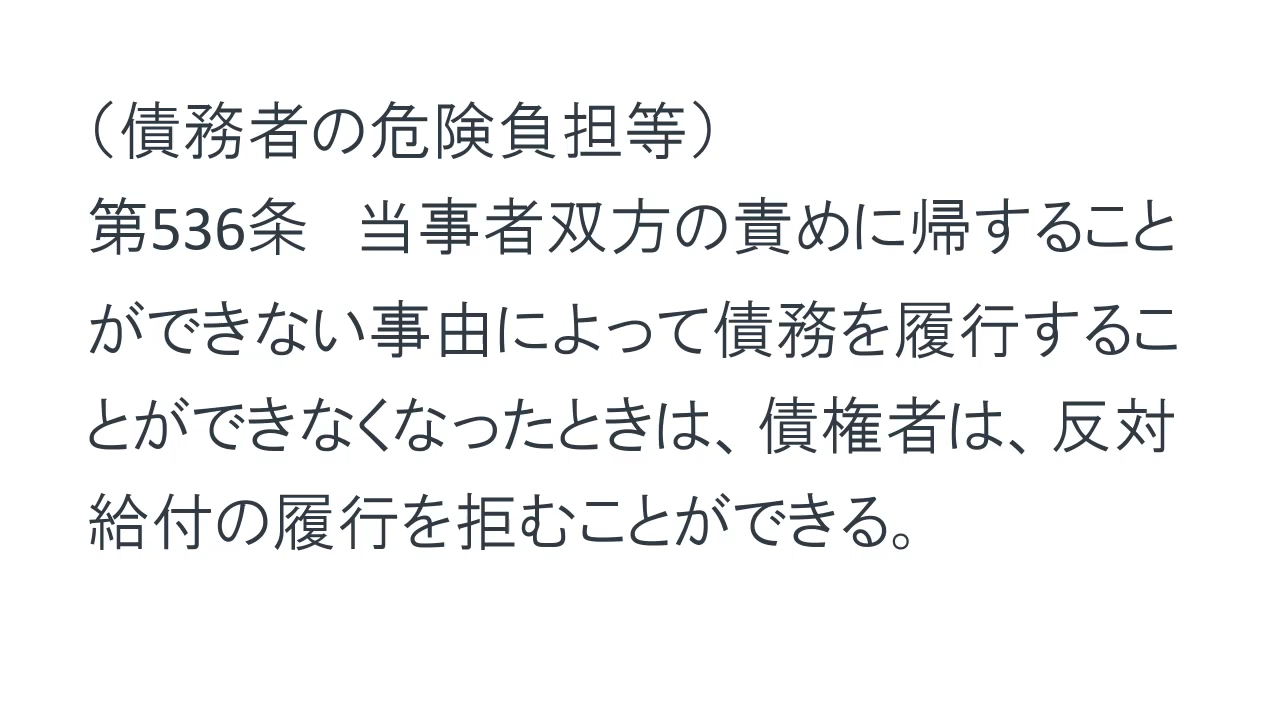 （債務者の危険負担等）
第536条　当事者双方の責めに帰すること
ができない事由によって債務を履行するこ
とができなくなったときは、債権者は、反対
給付の履行を拒むことができる。